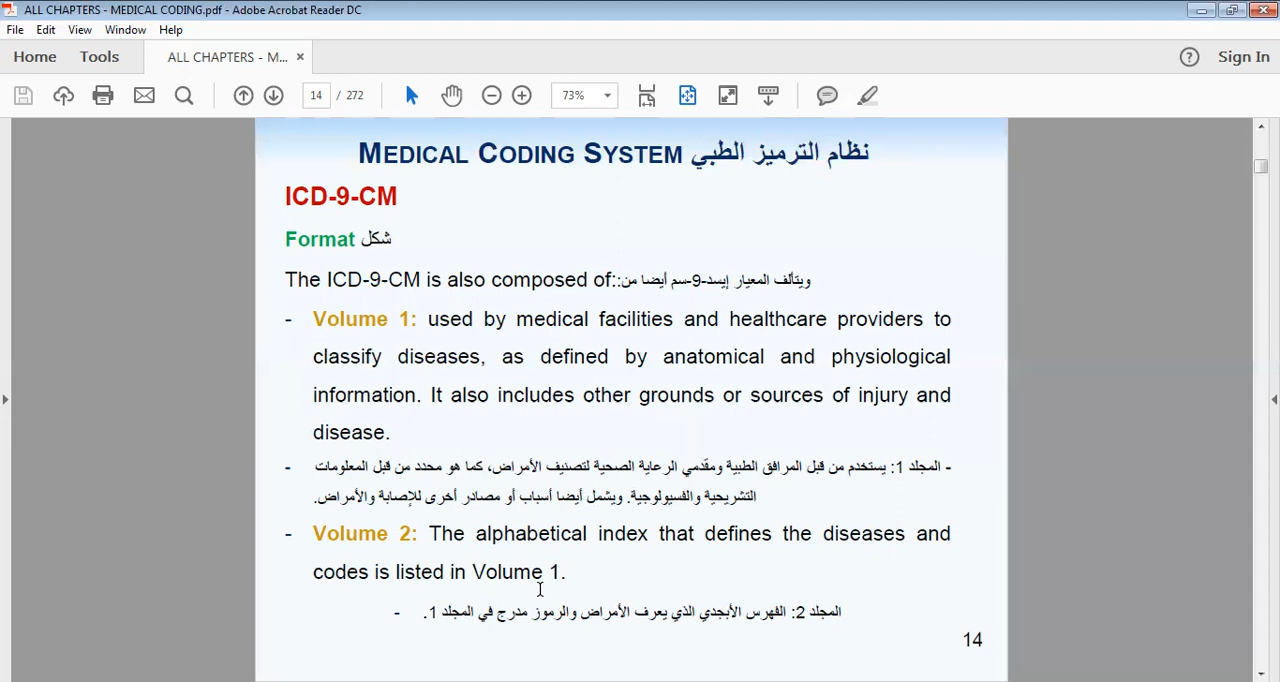 ALL CHAPTERS - MEDICAL CODING.pdf - Adobe Acrobat Reader DC
File Edit View Window Help
Home Tools ALL CHAPTERS - M... × Sign In
14 / 272 73%
MEDICAL CODING SYSTEM نظام الترميز الطبي
ICD-9-CM
Format شكل
The ICD-9-CM is also composed of::ويتألف المعيار إيسد-9-سم أيضا من
- Volume 1: used by medical facilities and healthcare providers to
classify diseases, as defined by anatomical and physiological
information. It also includes other grounds or sources of injury and
disease.
- المجلد 1: يستخدم من قبل المرافق الطبية ومقدمي الرعاية الصحية لتصنيف الأمراض، كما هو محدد من قبل المعلومات -
التشريحية والفسيولوجية. ويشمل أيضا أسباب أو مصادر أخرى للإصابة والأمراض.
- Volume 2: The alphabetical index that defines the diseases and
codes is listed in Volume 1.
المجلد 2: الفهرس الأبجدي الذي يعرف الأمراض والرموز مدرج في المجلد 1. -
14